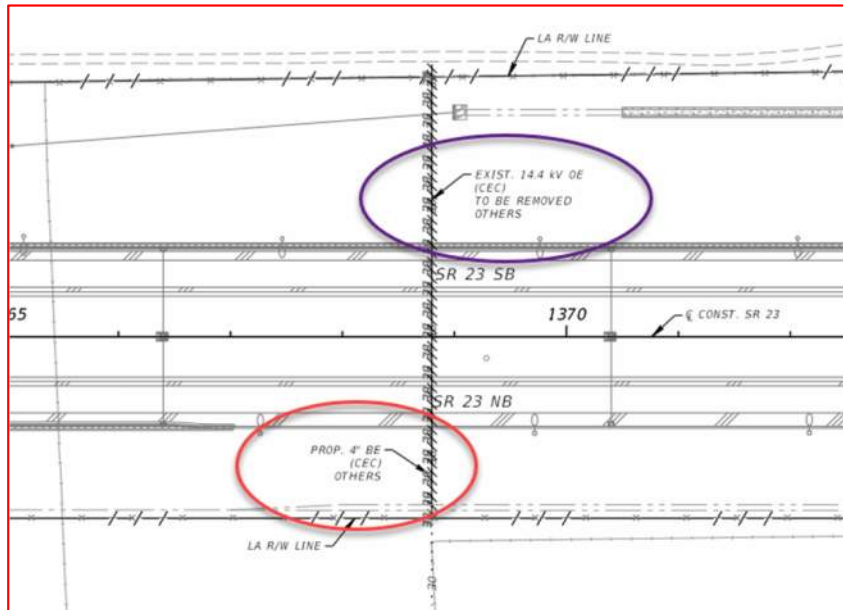 LA R/W LINE
EXIST. 14.4 kV OE
(CEC)
TO BE REMOVED
OTHERS
SR 23 SB
65
1370
℄ CONST. SR 23
SR 23 NB
PROP. 4" BE
(CEC)
OTHERS
LA R/W LINE